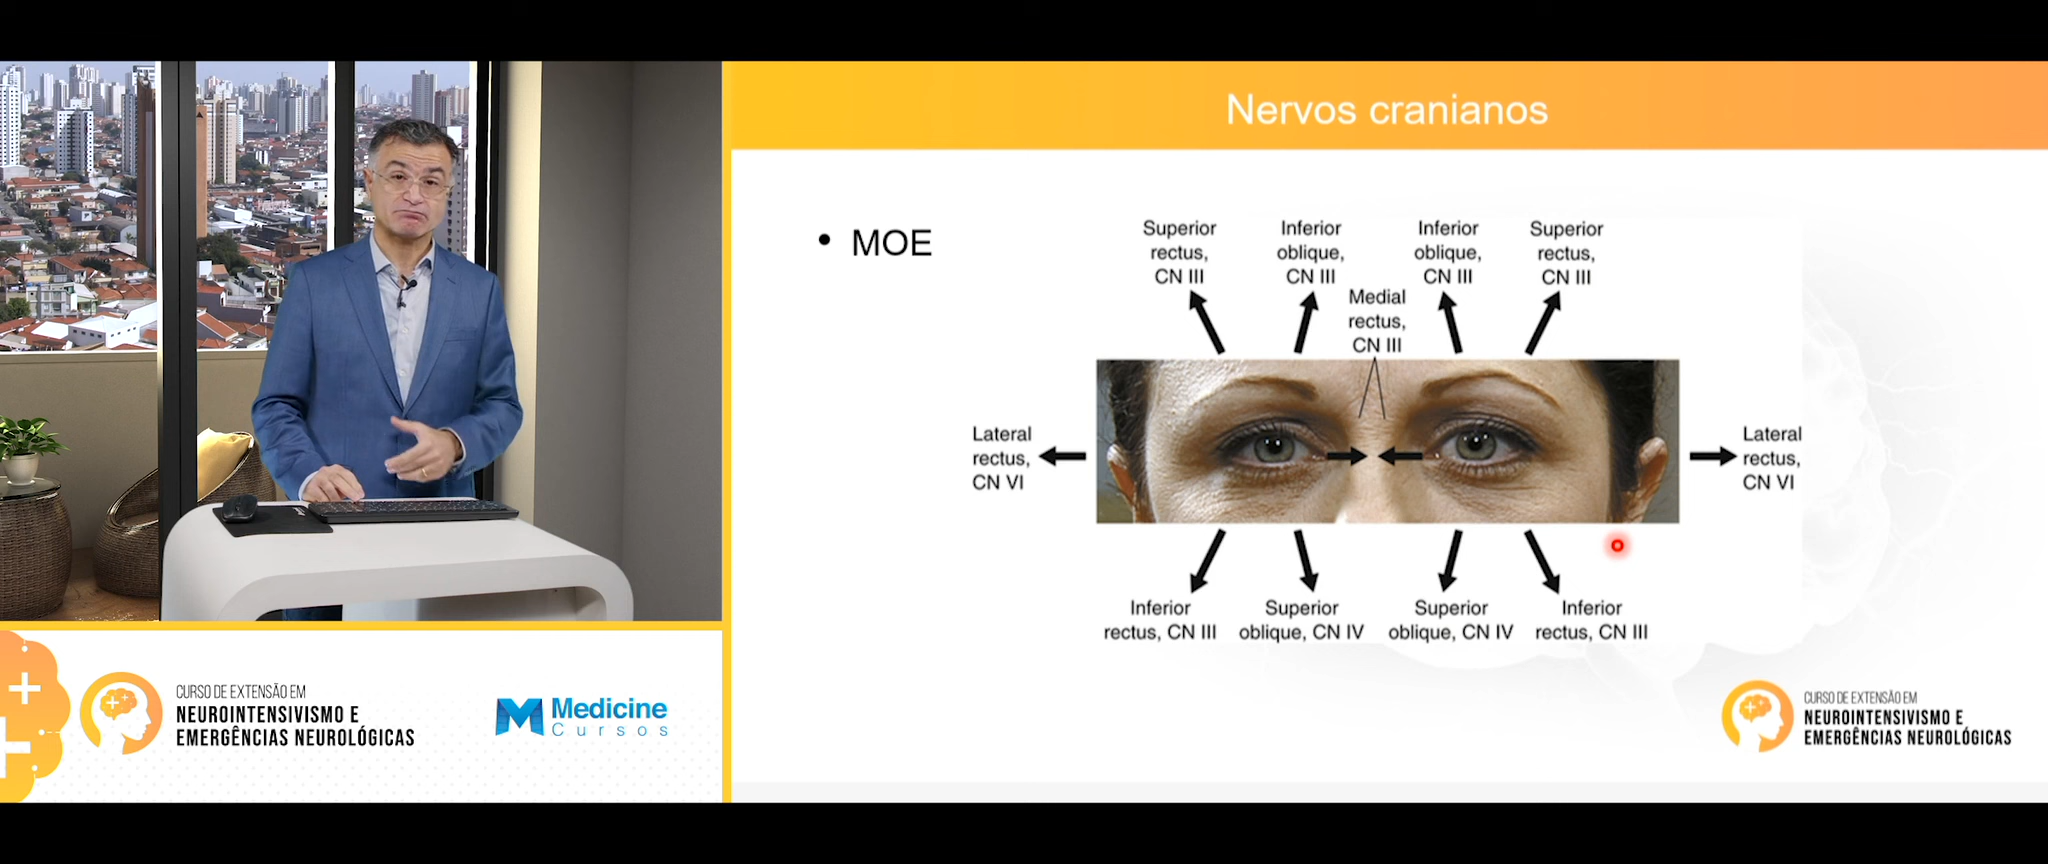 Nervos cranianos
• MOE
Superior
rectus,
CN III
Inferior
oblique,
CN III
Inferior
oblique,
CN III
Superior
rectus,
CN III
Medial
rectus,
CN III
Lateral
rectus,
CN VI
Lateral
rectus,
CN VI
Inferior
rectus, CN III
Superior
oblique, CN IV
Superior
oblique, CN IV
Inferior
rectus, CN III
CURSO DE EXTENSÃO EM
NEUROINTENSIVISMO E
EMERGÊNCIAS NEUROLÓGICAS
Medicine
Cursos
CURSO DE EXTENSÃO EM
NEUROINTENSIVISMO E
EMERGÊNCIAS NEUROLÓGICAS